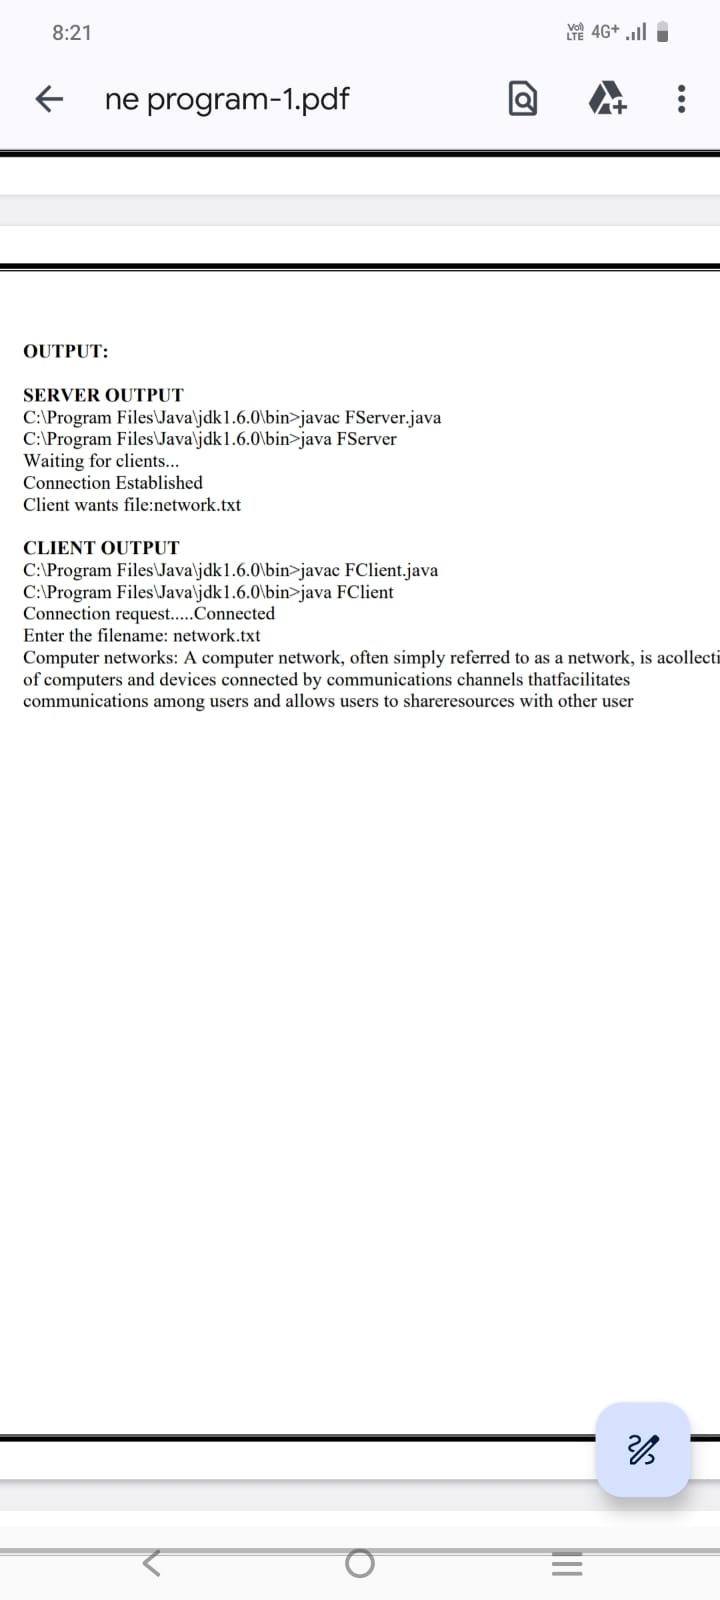 8:21
Vo) LTE 4G+
ne program-1.pdf
OUTPUT:
SERVER OUTPUT
C:\Program Files\Java\jdk1.6.0\bin>javac FServer.java
C:\Program Files\Java\jdk1.6.0\bin>java FServer
Waiting for clients...
Connection Established
Client wants file:network.txt
CLIENT OUTPUT
C:\Program Files\Java\jdk1.6.0\bin>javac FClient.java
C:\Program Files\Java\jdk1.6.0\bin>java FClient
Connection request.....Connected
Enter the filename: network.txt
Computer networks: A computer network, often simply referred to as a network, is acollecti
of computers and devices connected by communications channels thatfacilitates
communications among users and allows users to shareresources with other user